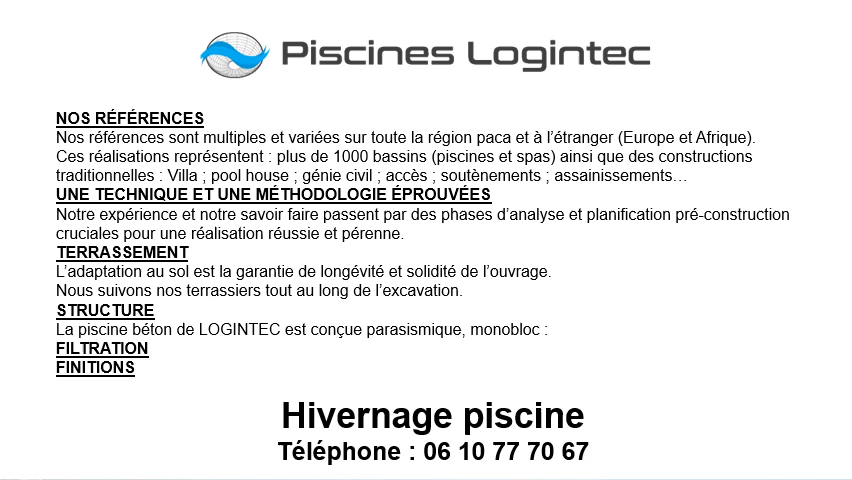 Piscines Logintec
NOS RÉFÉRENCES
Nos références sont multiples et variées sur toute la région paca et à l’étranger (Europe et Afrique).
Ces réalisations représentent : plus de 1000 bassins (piscines et spas) ainsi que des constructions
traditionnelles : Villa ; pool house ; génie civil ; accès ; soutènements ; assainissements…
UNE TECHNIQUE ET UNE MÉTHODOLOGIE ÉPROUVÉES
Notre expérience et notre savoir faire passent par des phases d’analyse et planification pré-construction
cruciales pour une réalisation réussie et pérenne.
TERRASSEMENT
L’adaptation au sol est la garantie de longévité et solidité de l’ouvrage.
Nous suivons nos terrassiers tout au long de l’excavation.
STRUCTURE
La piscine béton de LOGINTEC est conçue parasismique, monobloc :
FILTRATION
FINITIONS
Hivernage piscine
Téléphone : 06 10 77 70 67